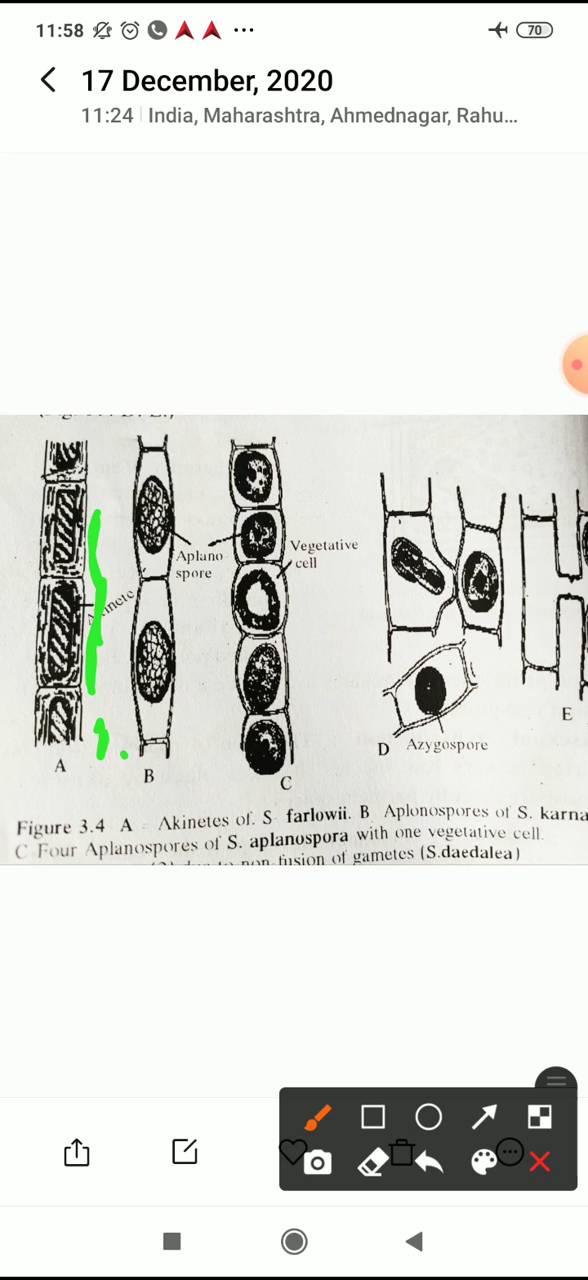 11:58
70
17 December, 2020
11:24 India, Maharashtra, Ahmednagar, Rahu...
Aplano
spore
Vegetative
cell
Akinete
A
B
C
D
Azygospore
E
Figure 3.4 A - Akinetes of. S farlowii. B Aplonospores of S. karna
C Four Aplanospores of S. aplanospora with one vegetative cell.
non-fusion of gametes (S.daedalea)